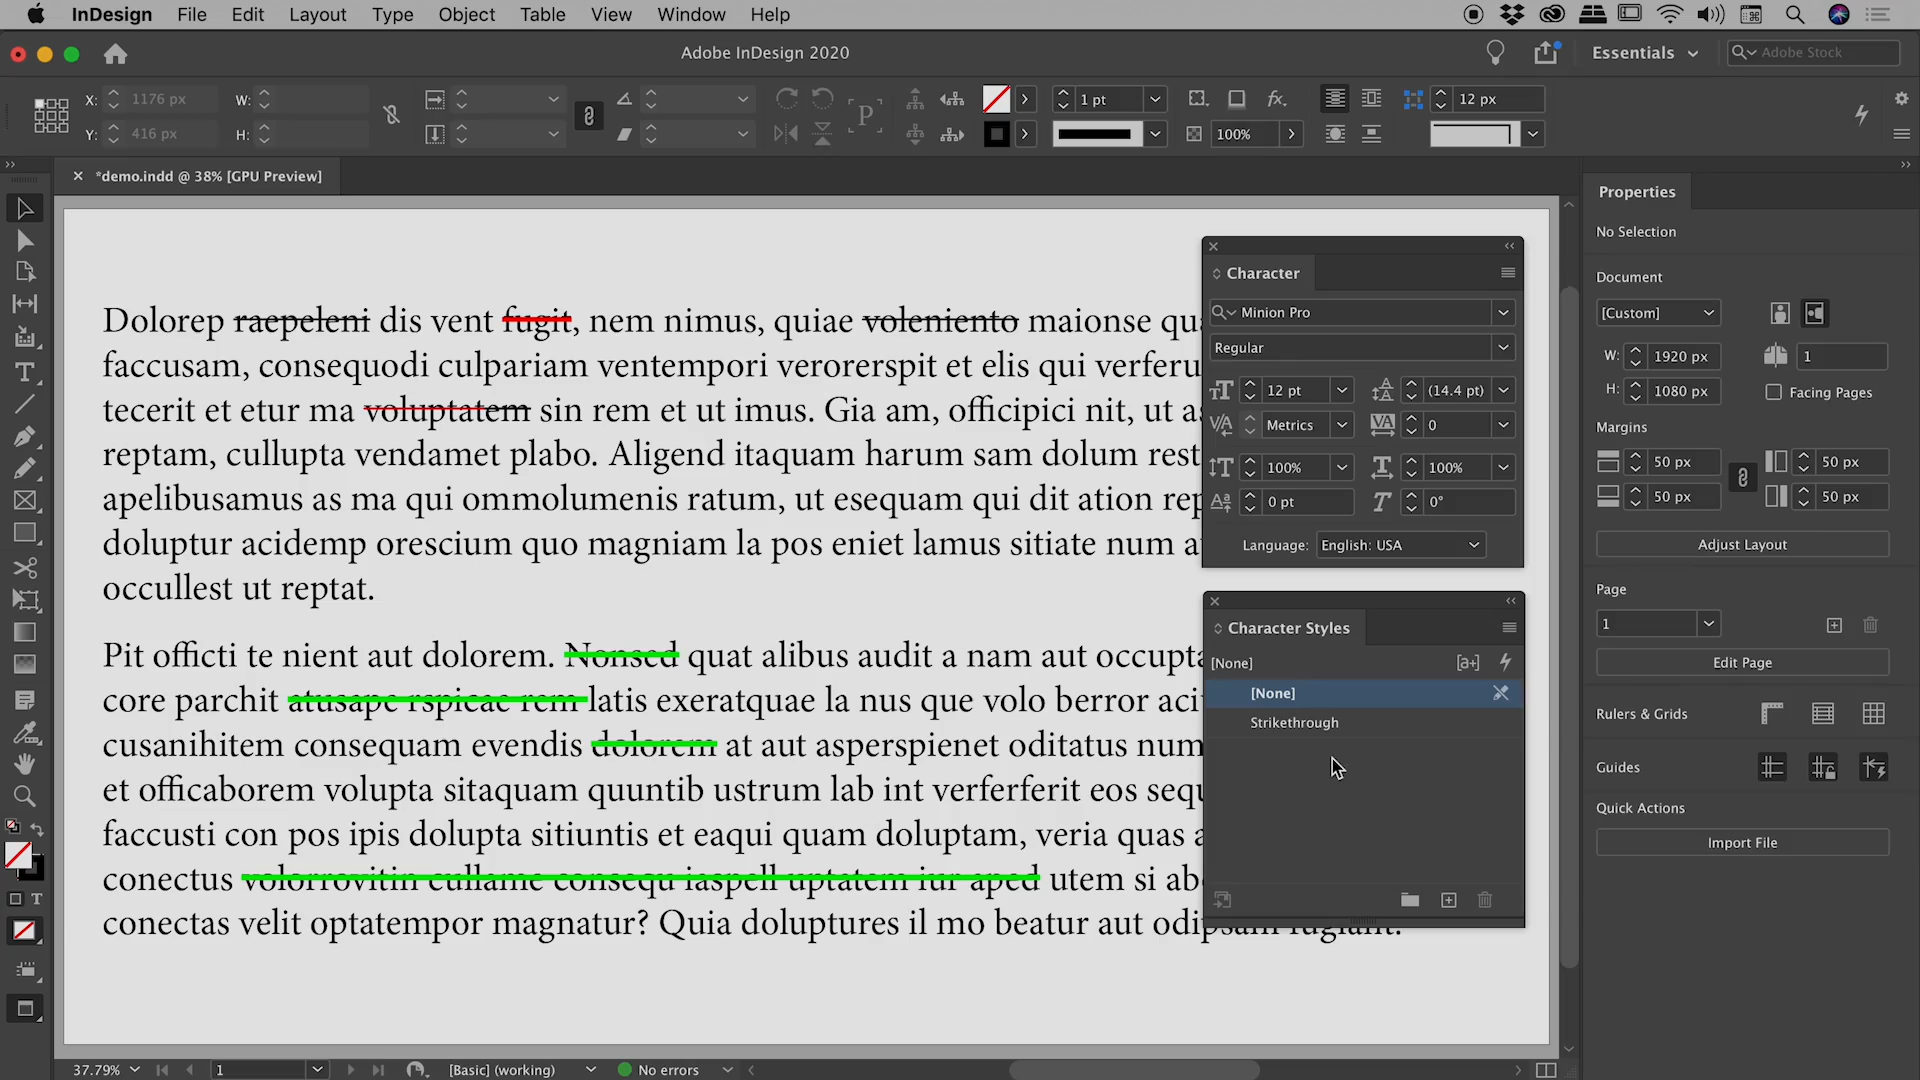 InDesign File Edit Layout Type Object Table View Window Help
Adobe InDesign 2020
Essentials
Adobe Stock
X: 1176 px W: 1 pt 12 px
Y: 416 px H: 100%
*demo.indd @ 38% [GPU Preview]
Dolorep raepeleni dis vent fugit, nem nimus, quiae voleniento maionse
faccusam, consequodi culpariam ventempori verorerspit et elis qui
tecerit et etur ma voluptatem sin rem et ut imus. Gia am, officipici nit, ut
reptam, cullupta vendamet plabo. Aligend itaquam harum sam dolum
apelibusamus as ma qui ommolumenis ratum, ut esequam qui dit ation
doluptur acidemp orescium quo magniam la pos eniet lamus sitiate num
occullest ut reptat.
Pit officti te nient aut dolorem. Nonsed quat alibus audit a nam aut
core parchit atusape rspicae rem latis exeratquae la nus que volo berror
cusanihitem consequam evendis dolorem at aut asperspienet oditatus
et officaborem volupta sitaquam quuntib ustrum lab int verferferit eos
faccusti con pos ipis dolupta sitiuntis et eaqui quam doluptam, veria quas
conectus volorrovitin cullame consequ iaspell uptatem iur aped utem si
conectas velit optatempor magnatur? Quia doluptures il mo beatur aut
Character
Minion Pro
Regular
12 pt (14.4 pt)
Metrics 0
100% 100%
0 pt 0°
Language: English: USA
Character Styles
[None]
[None]
Strikethrough
Properties
No Selection
Document
[Custom]
W: 1920 px 1
H: 1080 px Facing Pages
Margins
50 px 50 px
50 px 50 px
Adjust Layout
Page
1
Edit Page
Rulers & Grids
Guides
Quick Actions
Import File
37.79% 1 [Basic] (working) No errors